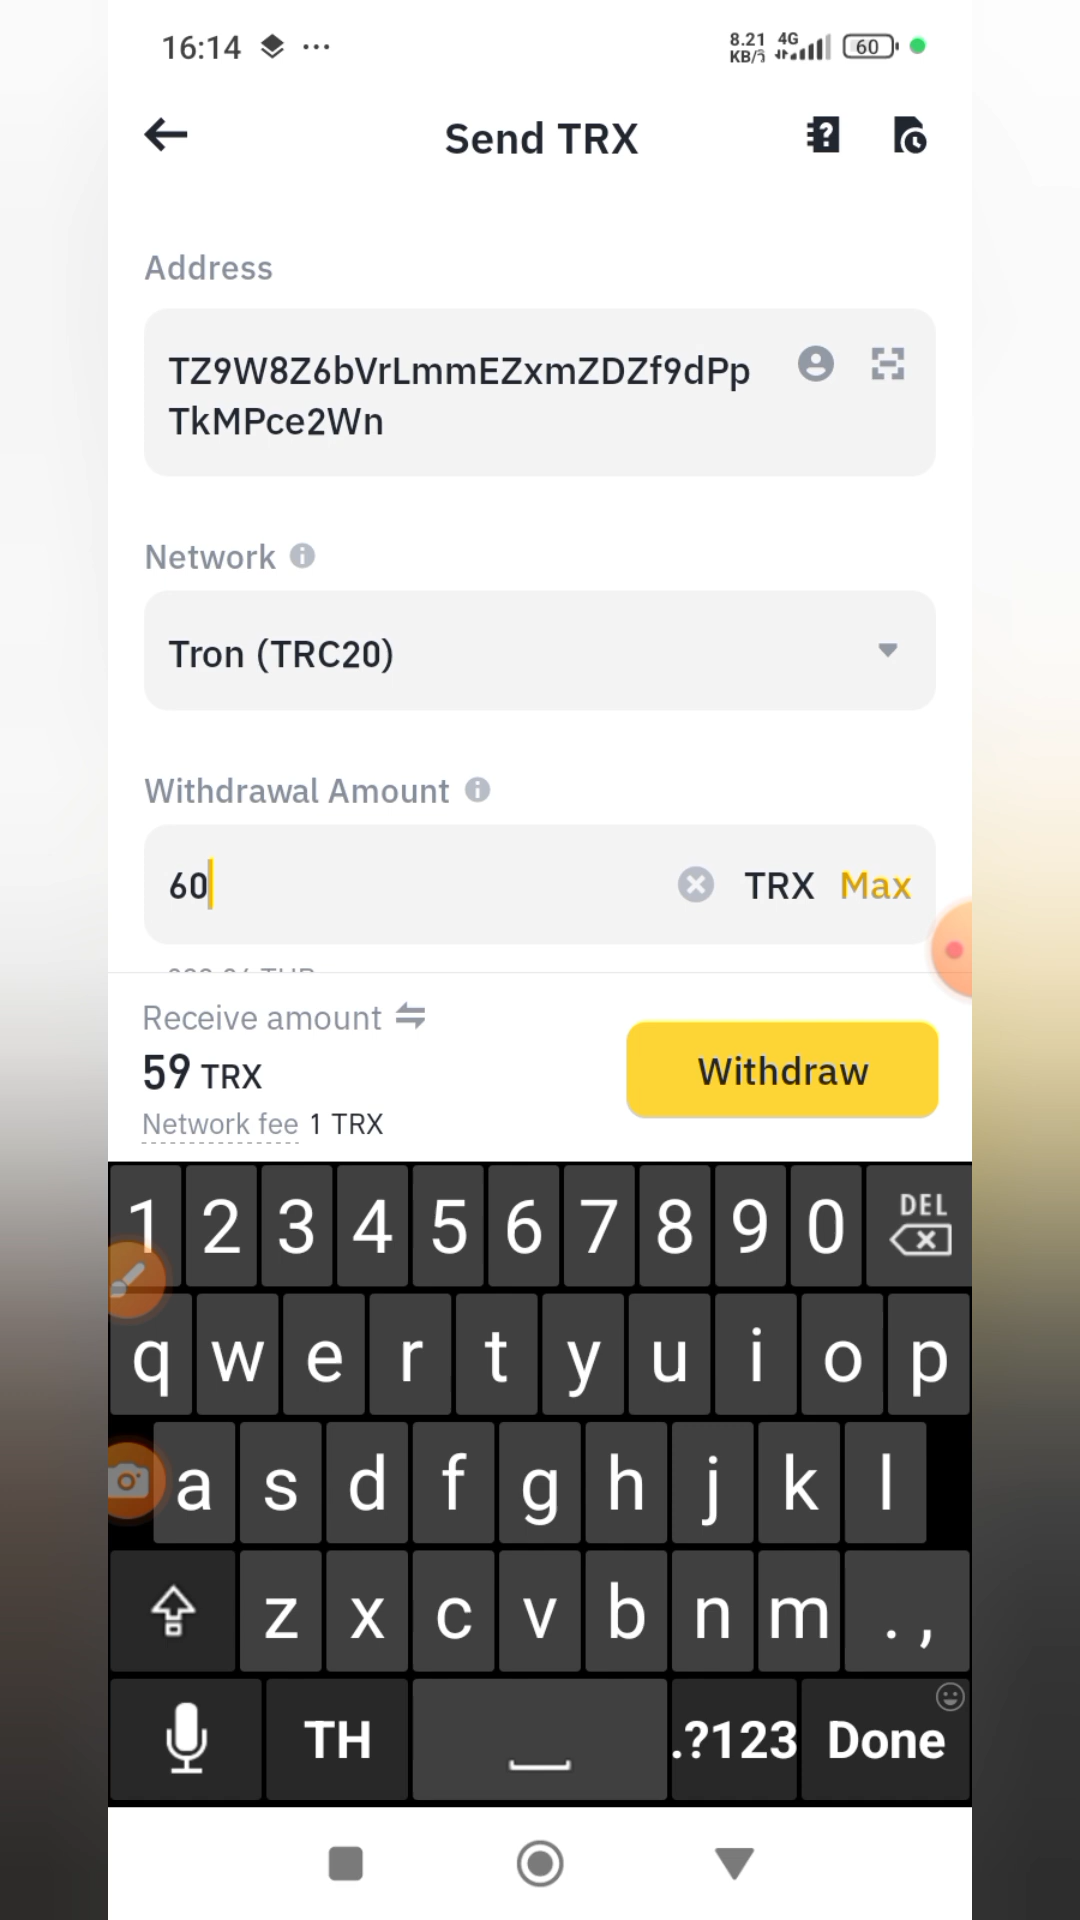 16:14 ...
8.21 KB/วิ 4G 60
Send TRX
Address
TZ9W8Z6bVrLmmEZxmZDZf9dPp
TkMPce2Wn
Network
Tron (TRC20)
Withdrawal Amount
60 TRX Max
Receive amount
59 TRX
Withdraw
Network fee 1 TRX
1 2 3 4 5 6 7 8 9 0 DEL
q w e r t y u i o p
a s d f g h j k l
z x c v b n m . ,
TH .?123 Done